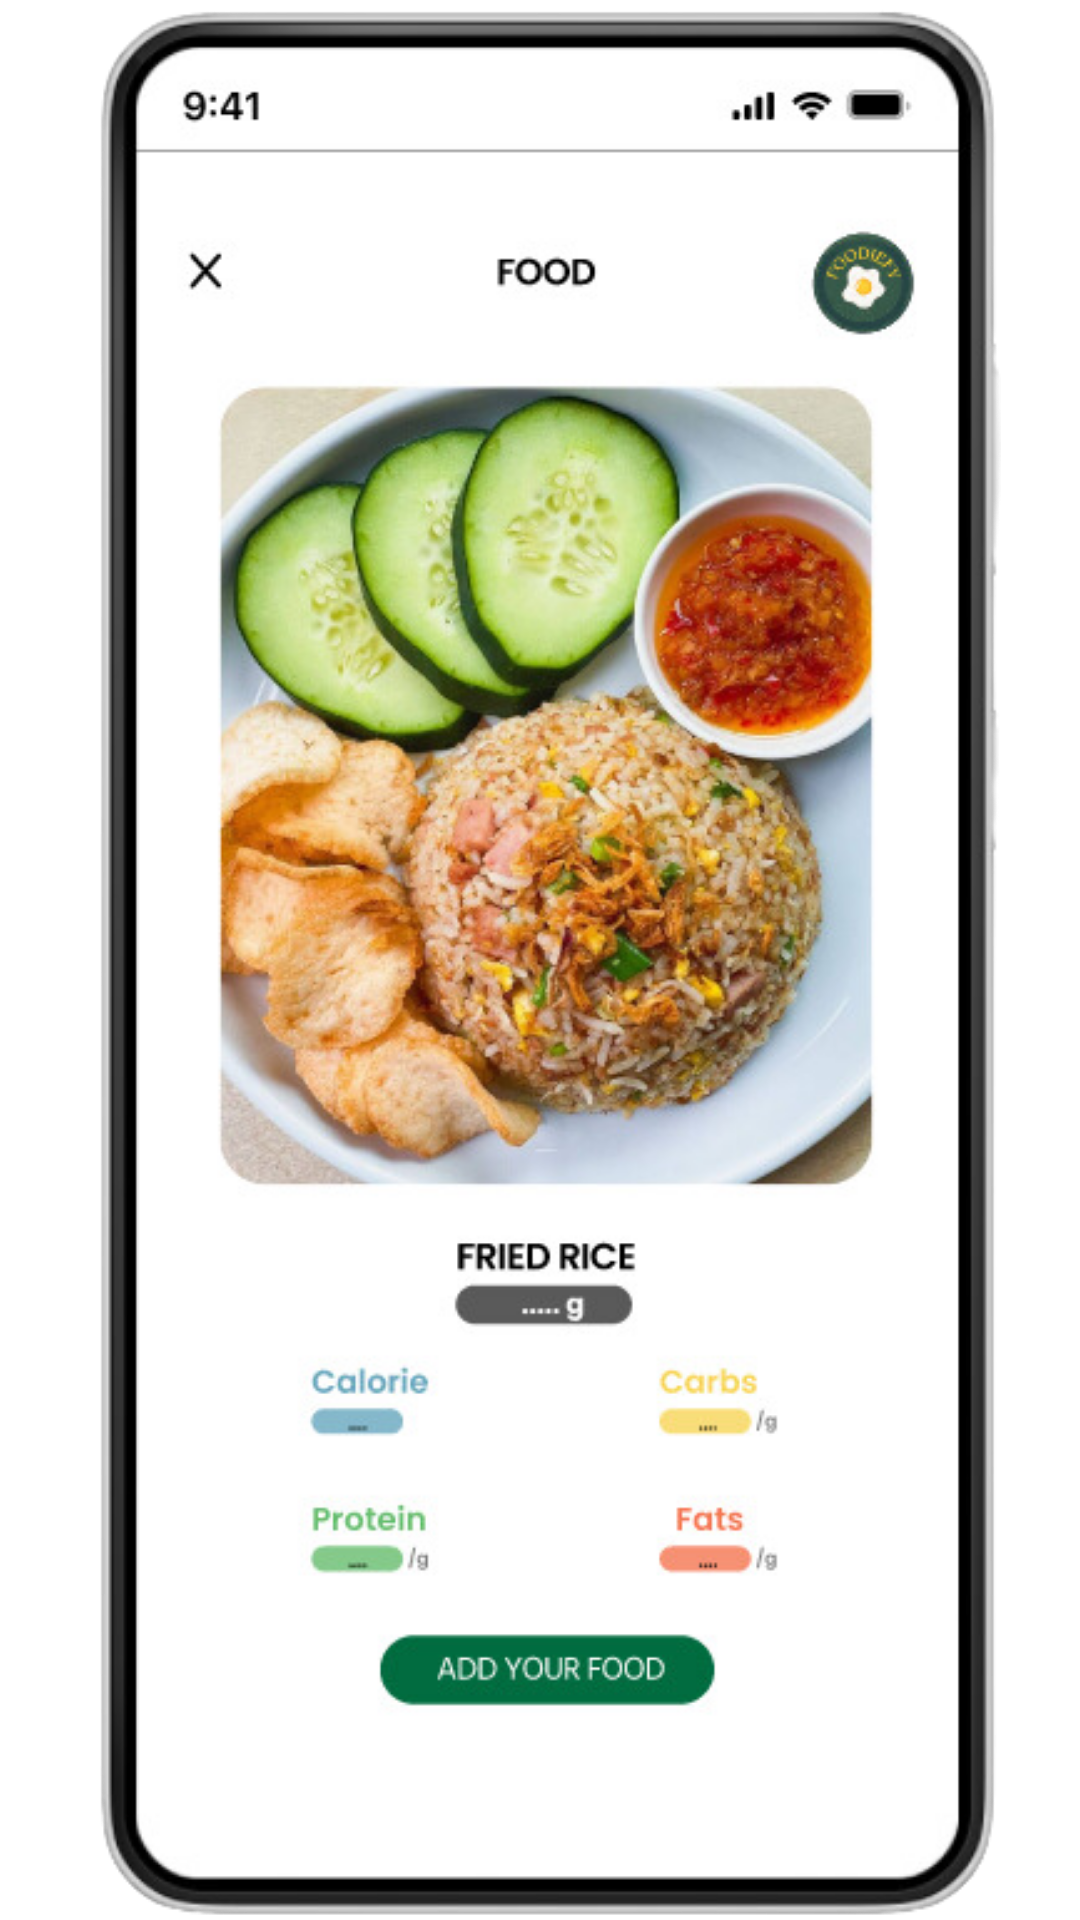 9:41
FOOD
FOODIEFY
FRIED RICE
..... g
Calorie
....
Carbs
.... /g
Protein
.... /g
Fats
.... /g
ADD YOUR FOOD